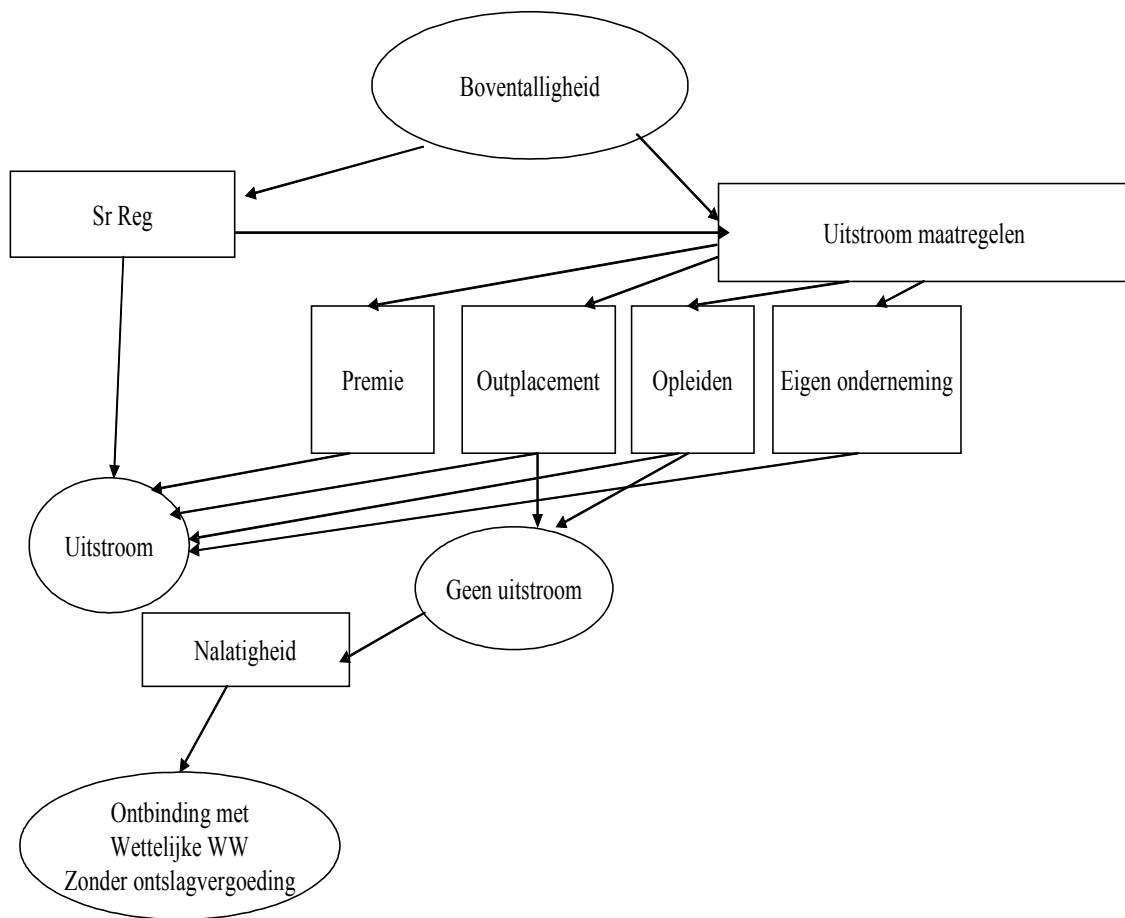 Boventalligheid
Sr Reg
Uitstroom maatregelen
Premie
Outplacement
Opleiden
Eigen onderneming
Uitstroom
Geen uitstroom
Nalatigheid
Ontbinding met
Wettelijke WW
Zonder ontslagvergoeding